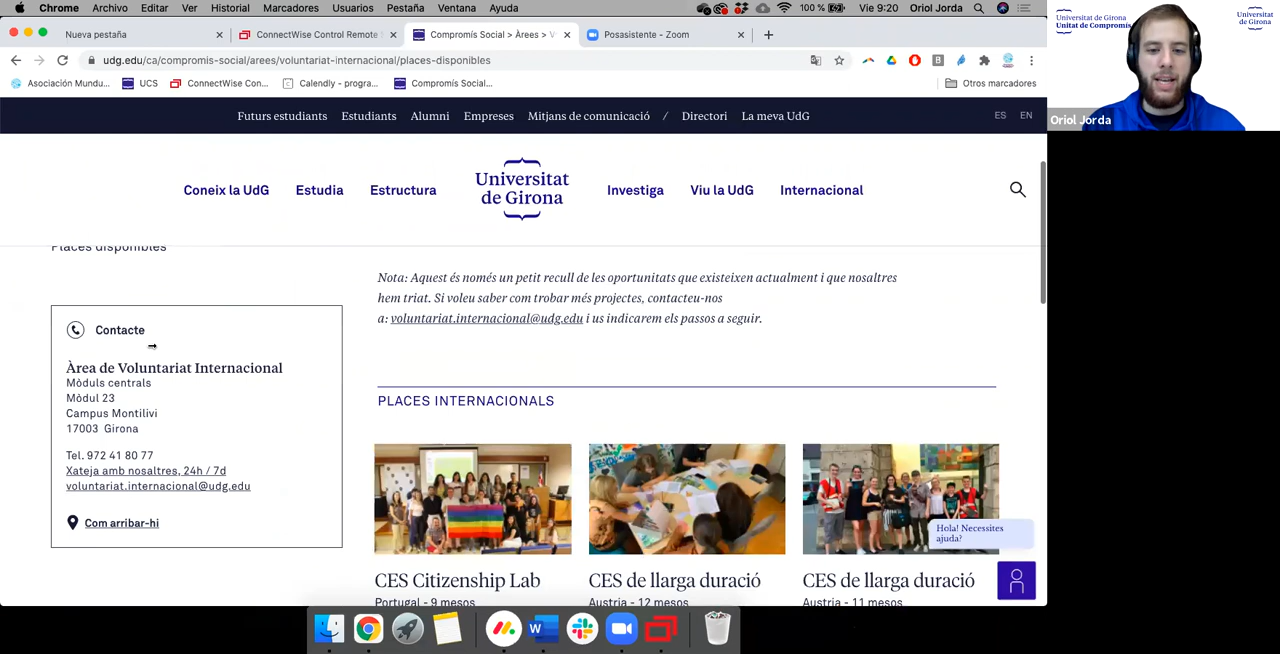 Chrome Archivo Editar Ver Historial Marcadores Usuarios Pestaña Ventana Ayuda
100 % Vie 9:20 Oriol Jorda
Nueva pestaña
ConnectWise Control Remote
Compromís Social > Àrees > V
Posasistente - Zoom
udg.edu/ca/compromis-social/arees/voluntariat-internacional/places-disponibles
Asociación Mundu...
UCS
ConnectWise Con...
Calendly - progra...
Compromís Social...
Otros marcadores
Universitat de Girona
Unitat de Compromís
Universitat
de Girona
Oriol Jorda
Futurs estudiants Estudiants Alumni Empreses Mitjans de comunicació / Directori La meva UdG
ES EN
Coneix la UdG Estudia Estructura
Universitat
de Girona
Investiga Viu la UdG Internacional
Places disponibles
Nota: Aquest és només un petit recull de les oportunitats que existeixen actualment i que nosaltres
hem triat. Si voleu saber com trobar més projectes, contacteu-nos
a: voluntariat.internacional@udg.edu i us indicarem els passos a seguir.
Contacte
Àrea de Voluntariat Internacional
Mòduls centrals
Mòdul 23
Campus Montilivi
17003 Girona
Tel. 972 41 80 77
Xateja amb nosaltres, 24h / 7d
voluntariat.internacional@udg.edu
Com arribar-hi
PLACES INTERNACIONALS
CES Citizenship Lab
Portugal - 9 mesos
CES de llarga duració
Austria - 12 mesos
CES de llarga duració
Austria - 11 mesos
Hola! Necessites
ajuda?